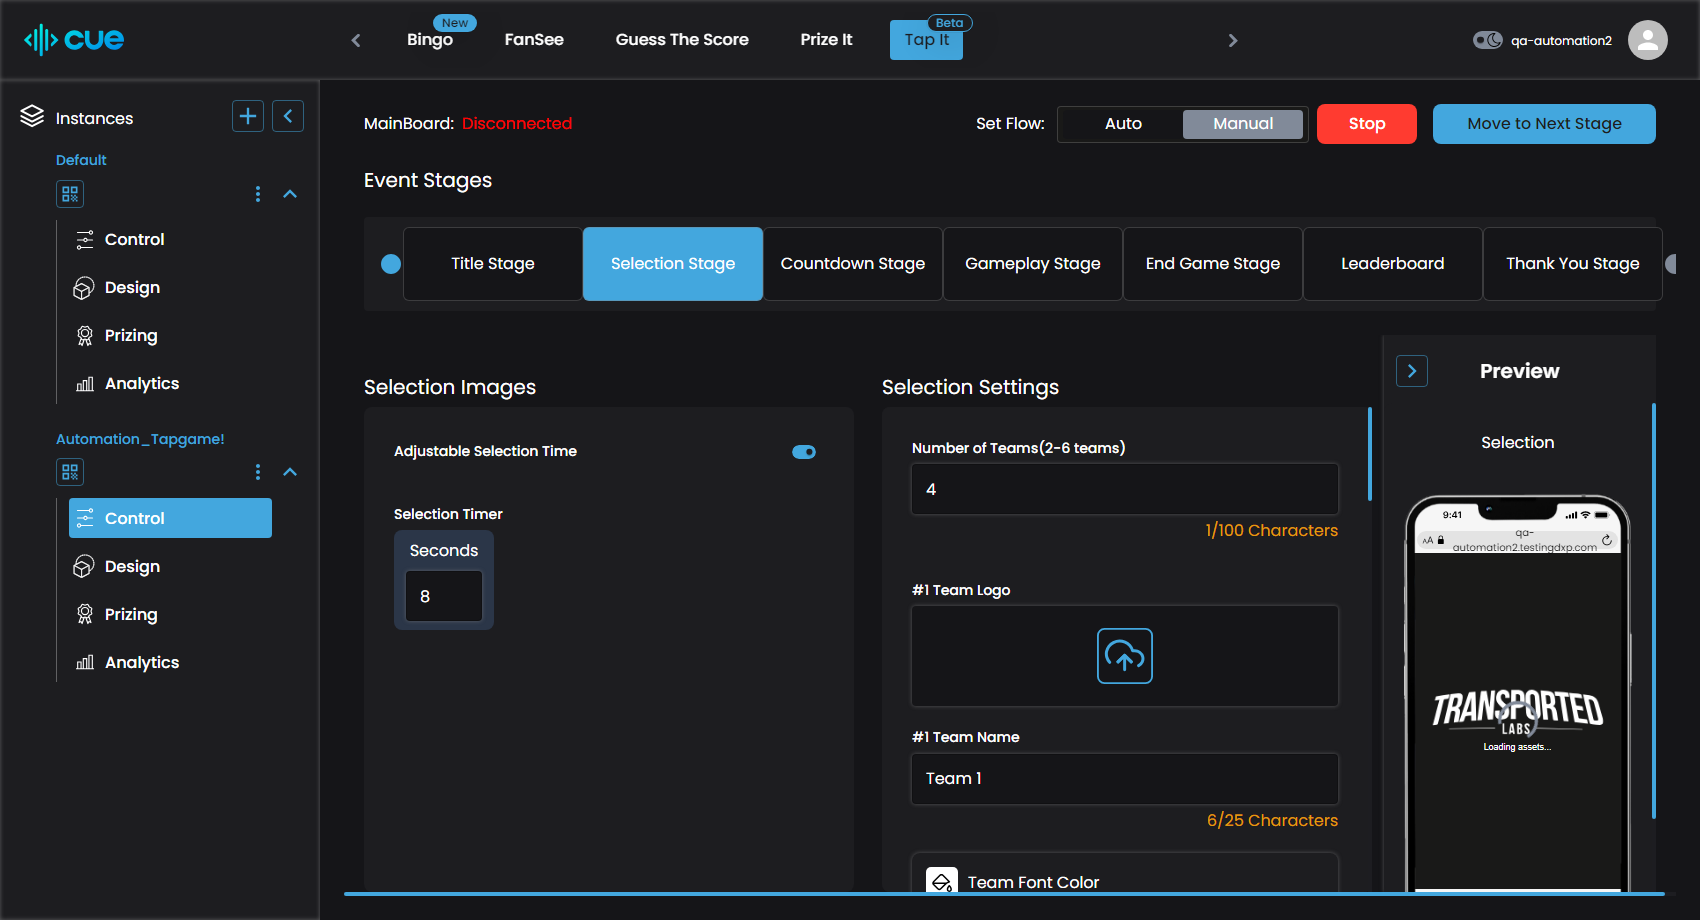 cue
Bingo
New
FanSee
Guess The Score
Prize It
Tap It
Beta
qa-automation2
Instances
Default
Control
Design
Prizing
Analytics
Automation_Tapgame!
Control
Design
Prizing
Analytics
MainBoard: Disconnected
Set Flow:
Auto
Manual
Stop
Move to Next Stage
Event Stages
Title Stage
Selection Stage
Countdown Stage
Gameplay Stage
End Game Stage
Leaderboard
Thank You Stage
Selection Images
Adjustable Selection Time
Selection Timer
Seconds
8
Selection Settings
Number of Teams(2-6 teams)
4
1/100 Characters
#1 Team Logo
#1 Team Name
Team 1
6/25 Characters
Team Font Color
Preview
Selection
9:41
AA
qa-
automation2.testingdxp.com
TRANSPORTED
LABS
Loading assets...